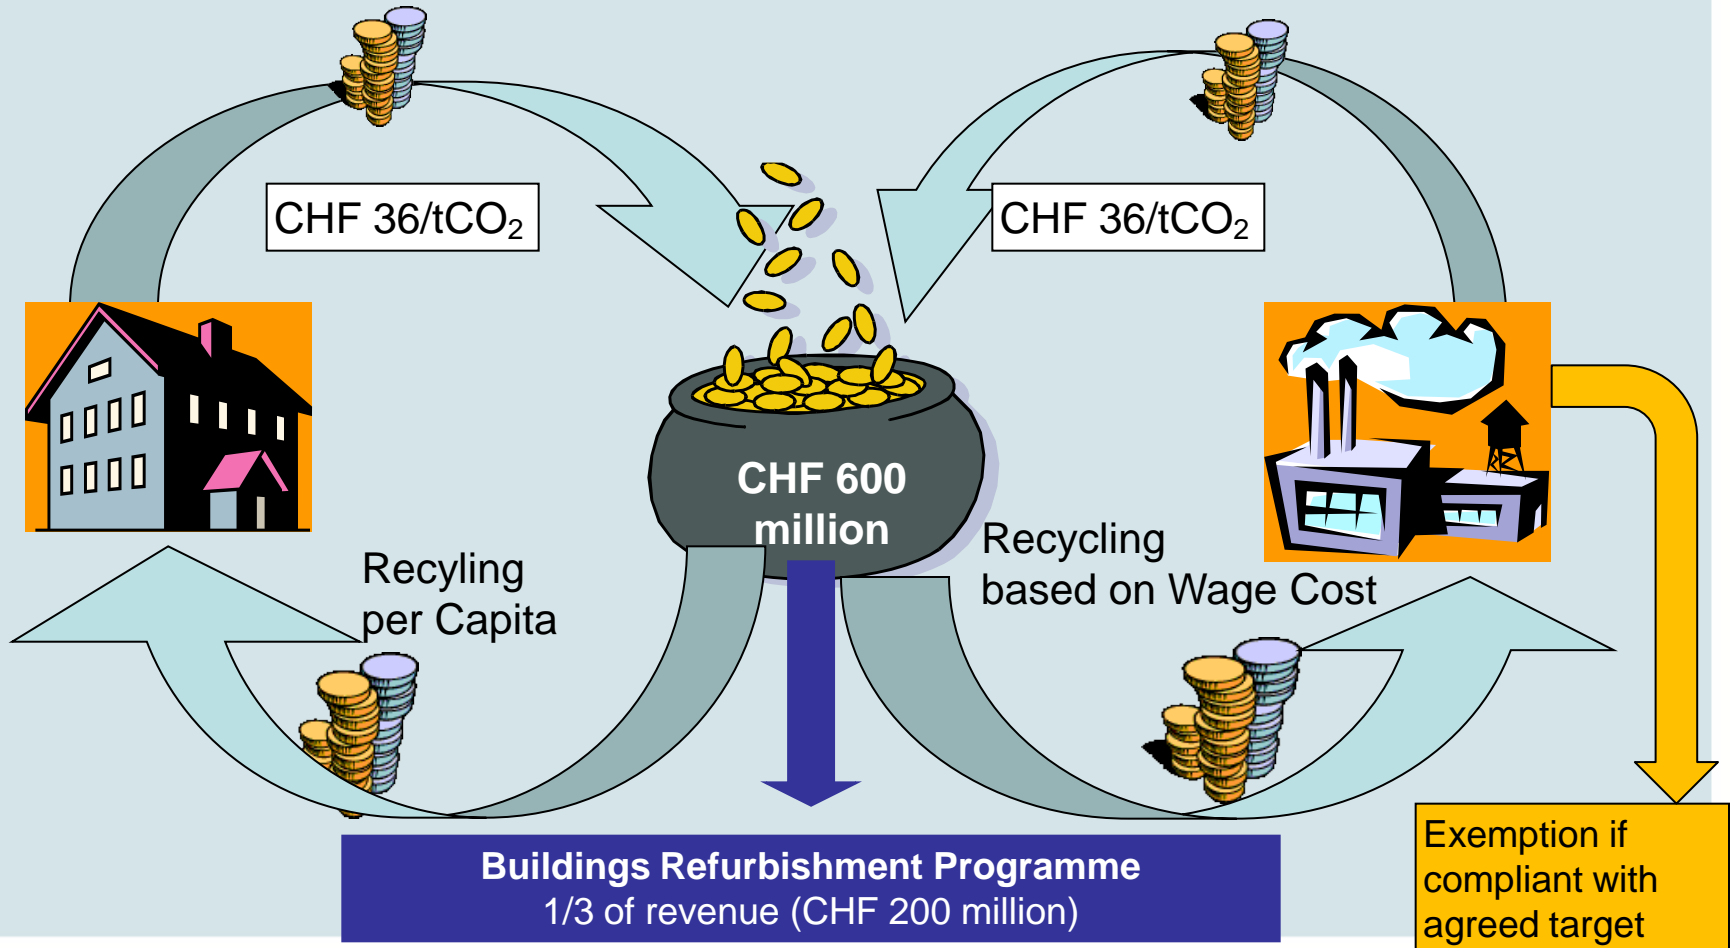 CHF 36/tCO₂
CHF 36/tCO₂
CHF 600
million
Recyling
per Capita
Recycling
based on Wage Cost
Buildings Refurbishment Programme
1/3 of revenue (CHF 200 million)
Exemption if
compliant with
agreed target